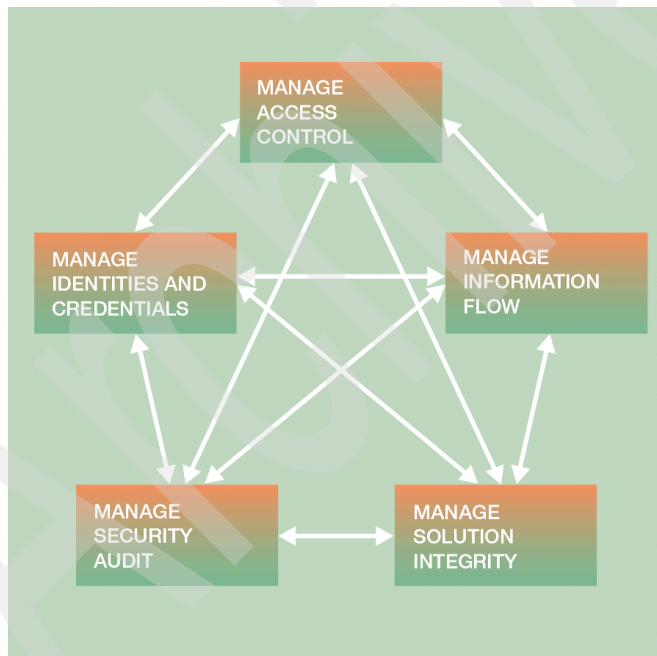 MANAGE
ACCESS
CONTROL
MANAGE
IDENTITIES AND
CREDENTIALS
MANAGE
INFORMATION
FLOW
MANAGE
SECURITY
AUDIT
MANAGE
SOLUTION
INTEGRITY